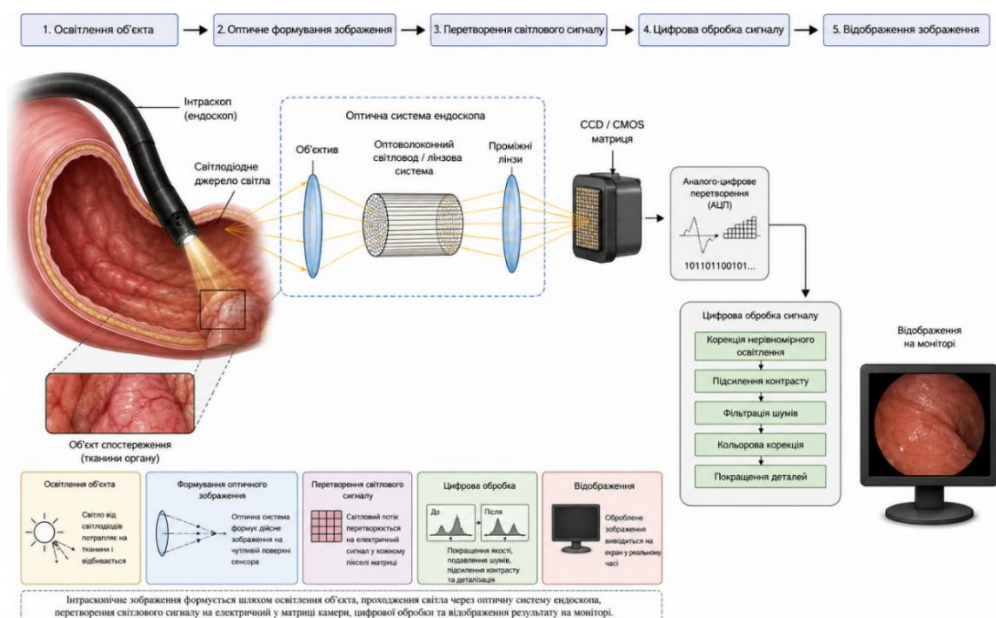 1. Освітлення об'єкта
2. Оптичне формування зображення
3. Перетворення світлового сигналу
4. Цифрова обробка сигналу
5. Відображення зображення
Інтраскоп
(ендоскоп)
Світлодіодне
джерело світла
Оптична система ендоскопа
Об'єктив
Оптоволоконний
світловод / лінзова
система
Проміжні
лінзи
CCD / CMOS
матриця
Аналого-цифрове
перетворення
(АЦП)
101101100101...
Цифрова обробка сигналу
Корекція нерівномірного
освітлення
Підсилення контрасту
Фільтрація шумів
Кольорова корекція
Покращення деталей
Відображення
на моніторі
Об'єкт спостереження
(тканини органу)
Освітлення об'єкта
Світло від
світлодіодів
потрапляє на
тканини і
відбивається
Формування оптичного
зображення
Оптична система
формує дійсне
зображення на
чутливій поверхні
сенсора
Перетворення світлового
сигналу
Світловий потік
перетворюється
на електричний
сигнал у кожному
пікселі матриці
Цифрова обробка
До
Після
Покращення якості,
подавлення шумів,
підсилення контрасту
та деталізація
Відображення
Оброблене
зображення
виводиться на
екран у реальному
часі
Інтраскопічне зображення формується шляхом освітлення об'єкта, проходження світла через оптичну систему ендоскопа,
перетворення світлового сигналу на електричний у матриці камери, цифрової обробки та відображення результату на моніторі.